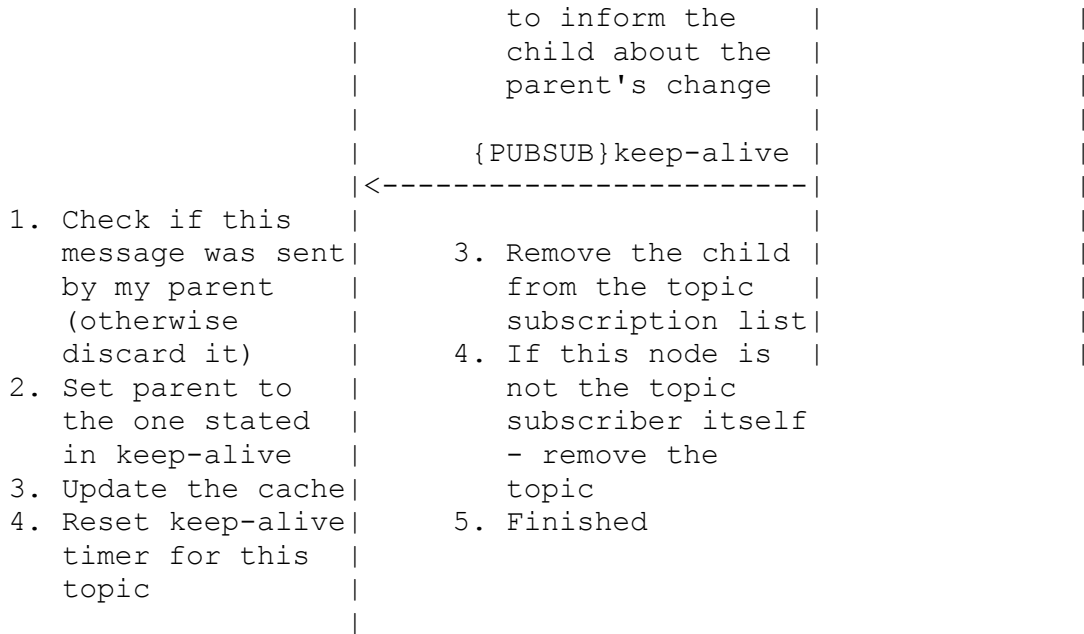 |        to inform the    |               |
                    |        child about the  |               |
                    |        parent's change  |               |
                    |                         |               |
                    |      {PUBSUB}keep-alive |               |
                    |<------------------------|               |
1. Check if this    |                         |               |
   message was sent|     3. Remove the child |               |
   by my parent     |        from the topic   |               |
   (otherwise       |        subscription list|               |
   discard it)      |     4. If this node is  |               |
2. Set parent to    |        not the topic
   the one stated   |        subscriber itself
   in keep-alive    |        - remove the
3. Update the cache|        topic
4. Reset keep-alive|     5. Finished
   timer for this   |
   topic            |
                    |